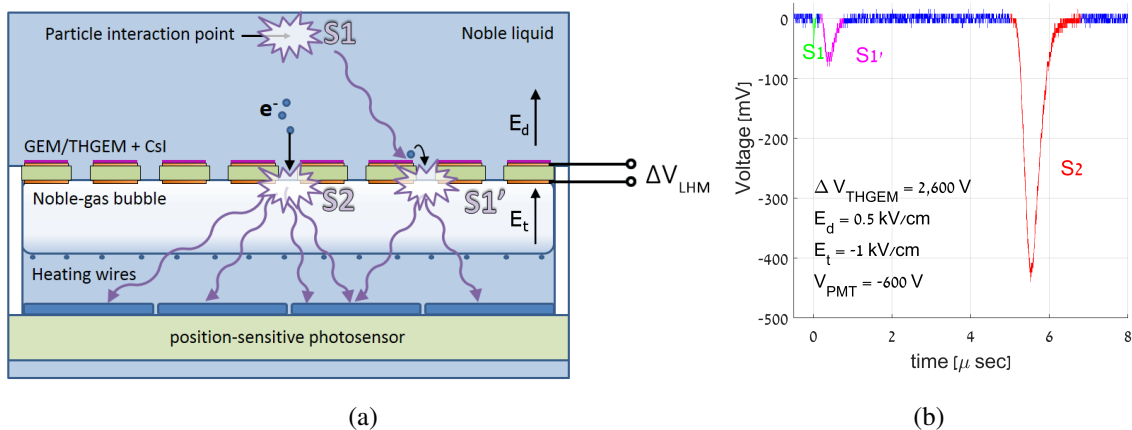 Particle interaction point
S1
Noble liquid
e-
E_d
GEM/THGEM + CsI
ΔV_LHM
Noble-gas bubble
S2
S1’
E_t
Heating wires
position-sensitive photosensor
(a)
b)
Voltage [mV]
0
-100
-200
-300
-400
-500
S1
S1′
S2
Δ V_THGEM = 2,600 V
E_d = 0.5 kV/cm
E_t = -1 kV/cm
V_PMT = -600 V
0 2 4 6 8
time [μ sec]
(b)